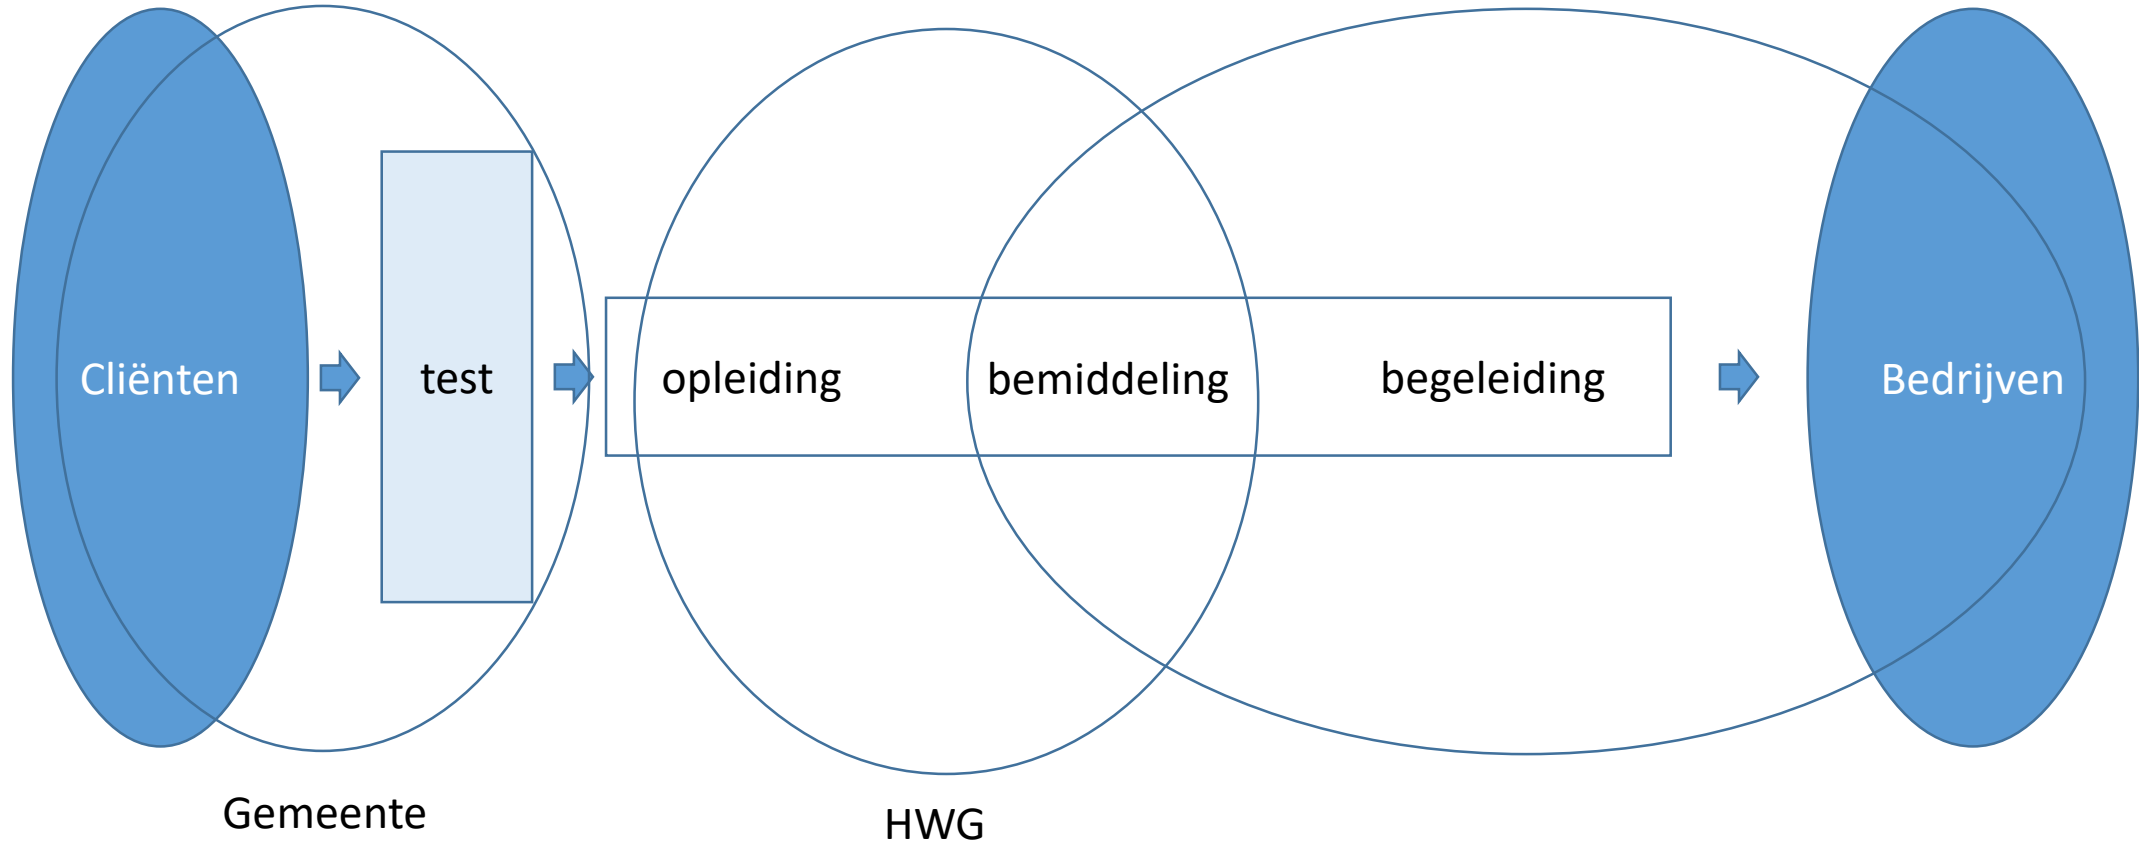 Cliënten
test
opleiding
bemiddeling
begeleiding
Bedrijven
Gemeente
HWG